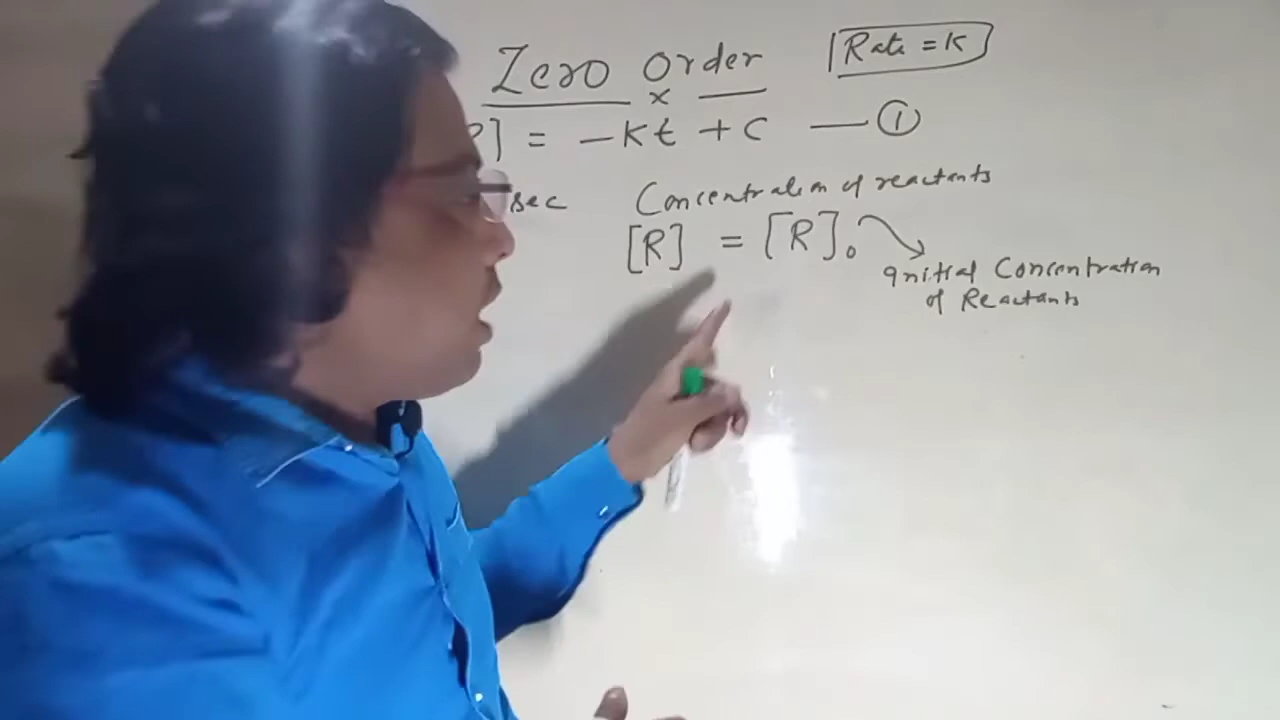 Zero order Rate = K
R] = -Kt + C — ①
sec Concentration of reactants
[R] = [R]₀
Initial Concentration
of Reactants